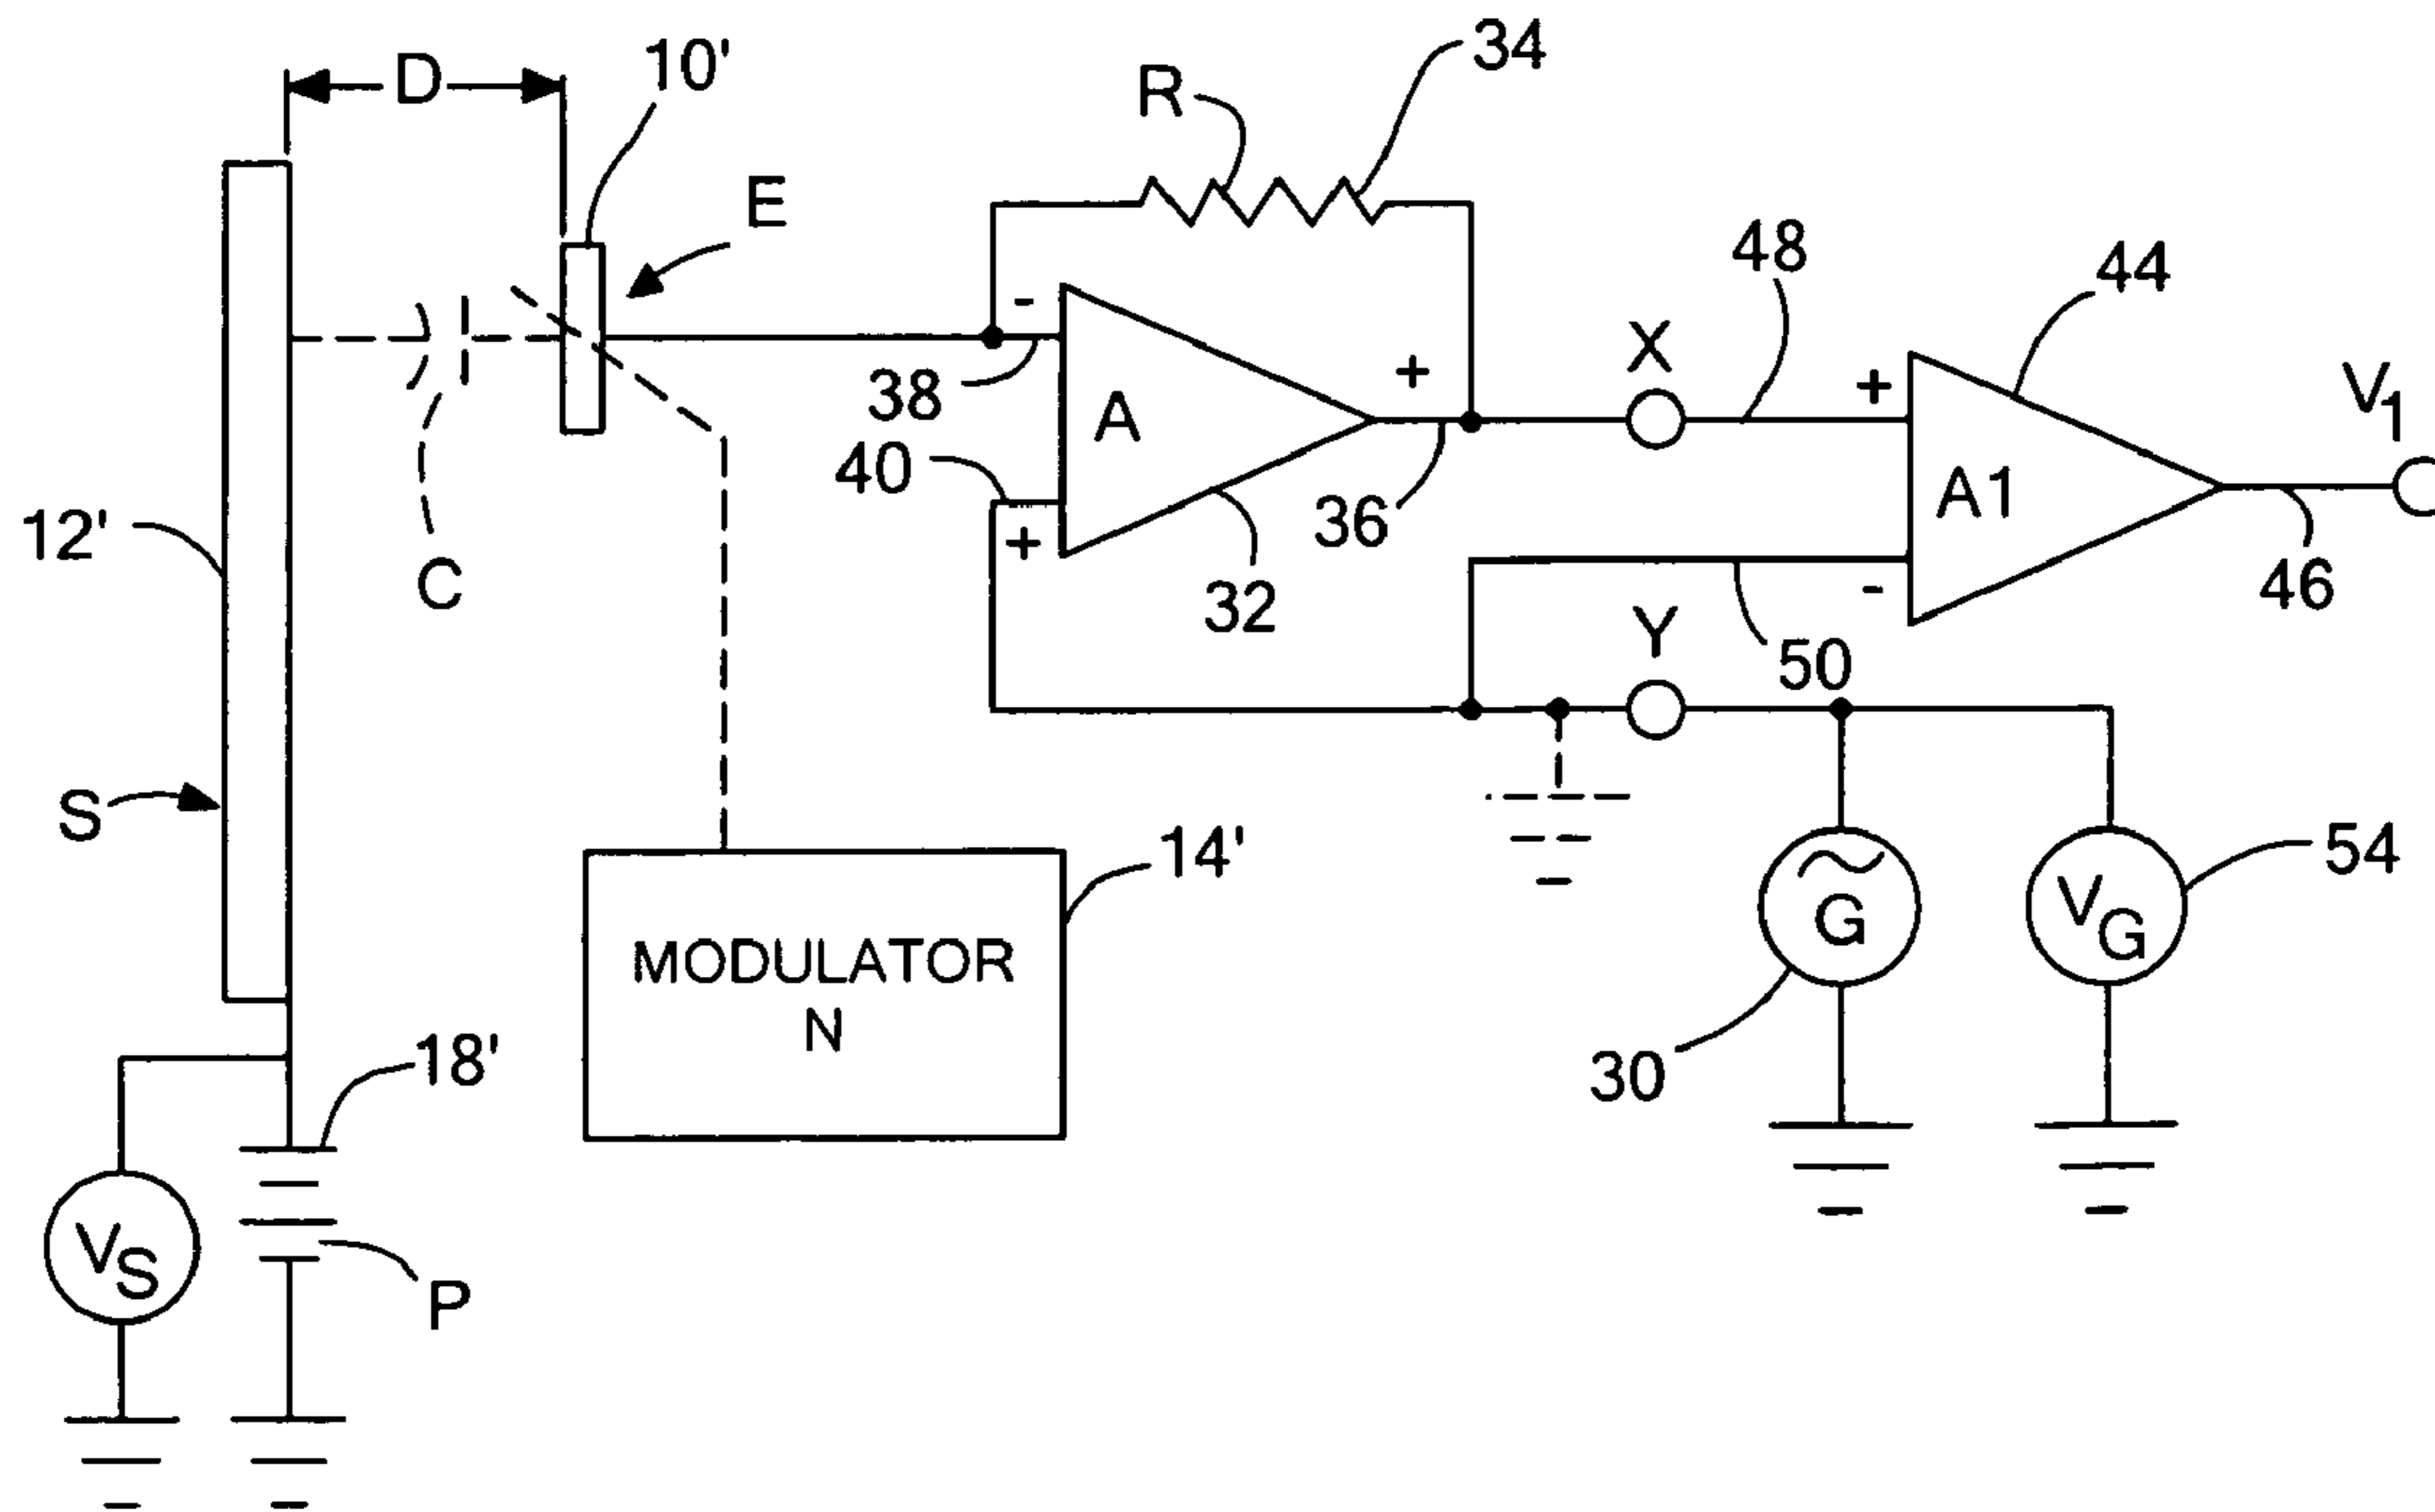 D
10'
E
R
34
-
38
A
+
40
+
36
32
X
48
44
+
A1
V1
-
46
50
Y
12'
C
S
14'
MODULATOR
N
G
30
VG
54
18'
VS
P